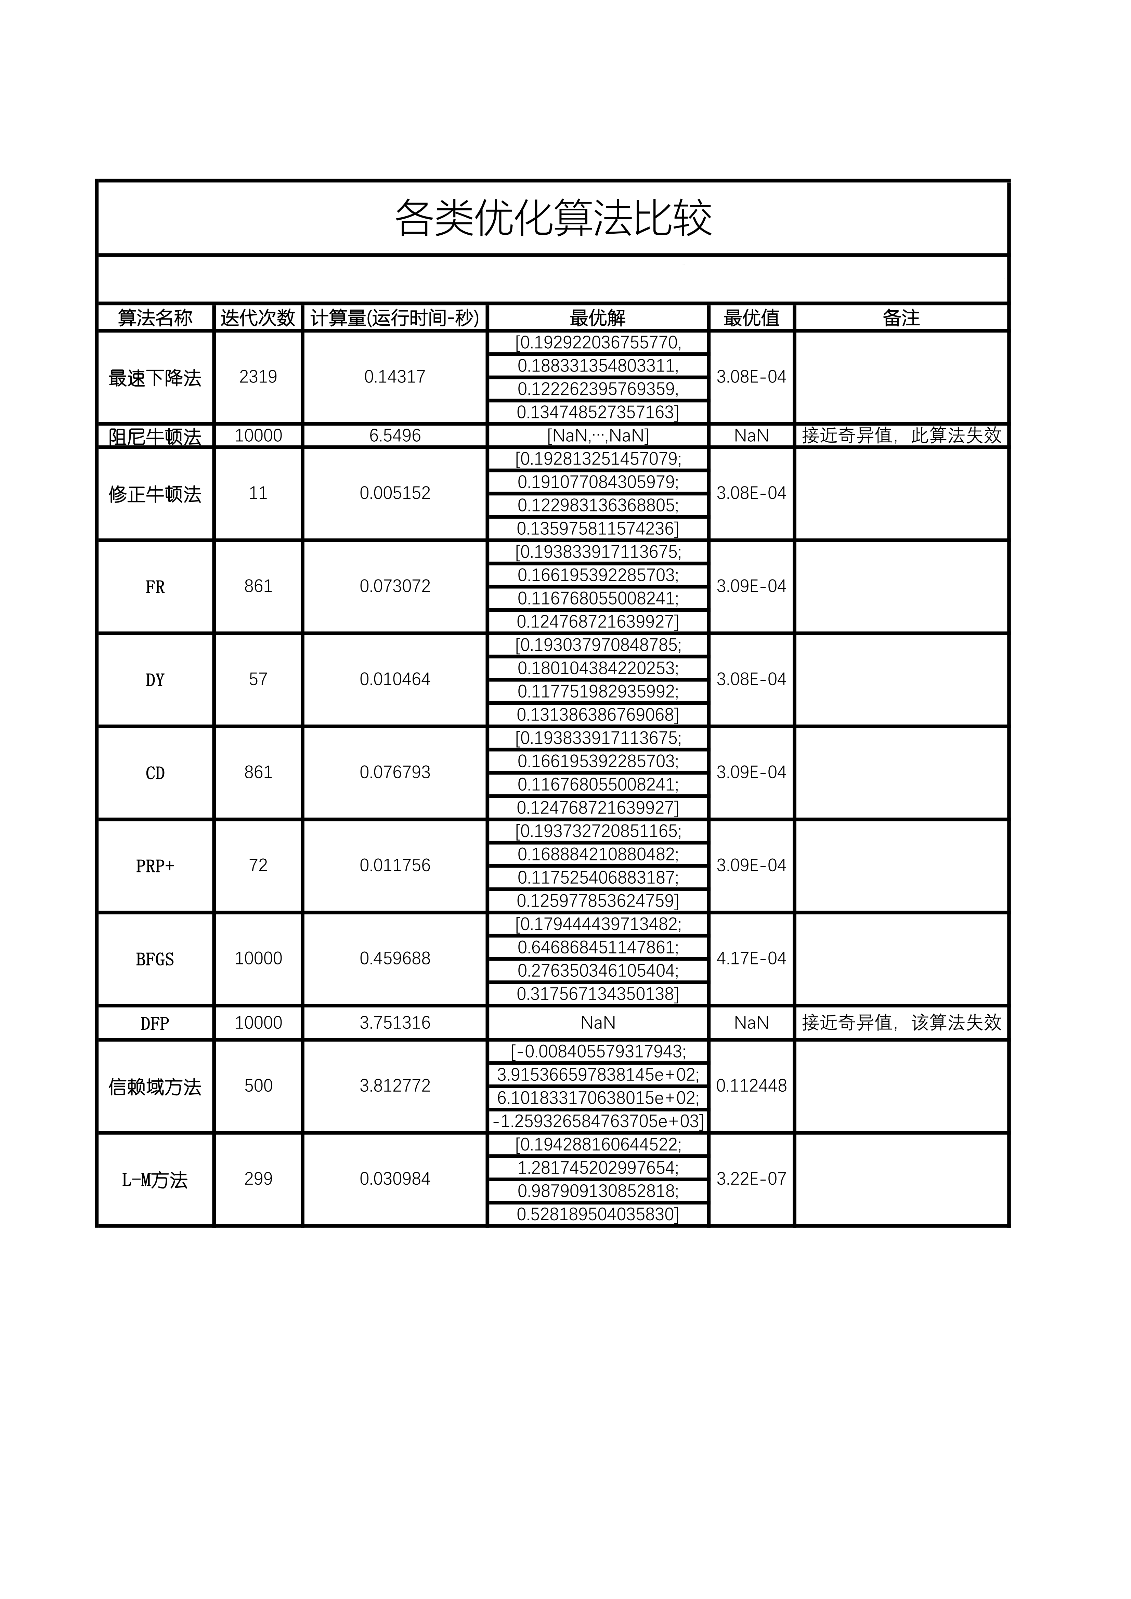 各类优化算法比较
算法名称 迭代次数 计算量(运行时间-秒) 最优解 最优值 备注
最速下降法 2319 0.14317 [0.192922036755770, 3.08E-04
0.188331354803311,
0.122262395769359,
0.134748527357163]
阻尼牛顿法 10000 6.5496 [NaN,…,NaN] NaN 接近奇异值，此算法失效
修正牛顿法 11 0.005152 [0.192813251457079; 3.08E-04
0.191077084305979;
0.122983136368805;
0.135975811574236]
FR 861 0.073072 [0.193833917113675; 3.09E-04
0.166195392285703;
0.116768055008241;
0.124768721639927]
DY 57 0.010464 [0.193037970848785; 3.08E-04
0.180104384220253;
0.117751982935992;
0.131386386769068]
CD 861 0.076793 [0.193833917113675; 3.09E-04
0.166195392285703;
0.116768055008241;
0.124768721639927]
PRP+ 72 0.011756 [0.193732720851165; 3.09E-04
0.168884210880482;
0.117525406883187;
0.125977853624759]
BFGS 10000 0.459688 [0.179444439713482; 4.17E-04
0.646868451147861;
0.276350346105404;
0.317567134350138]
DFP 10000 3.751316 NaN NaN 接近奇异值，该算法失效
信赖域方法 500 3.812772 [-0.008405579317943; 0.112448
3.915366597838145e+02;
6.101833170638015e+02;
-1.259326584763705e+03]
L-M方法 299 0.030984 [0.194288160644522; 3.22E-07
1.281745202997654;
0.987909130852818;
0.528189504035830]